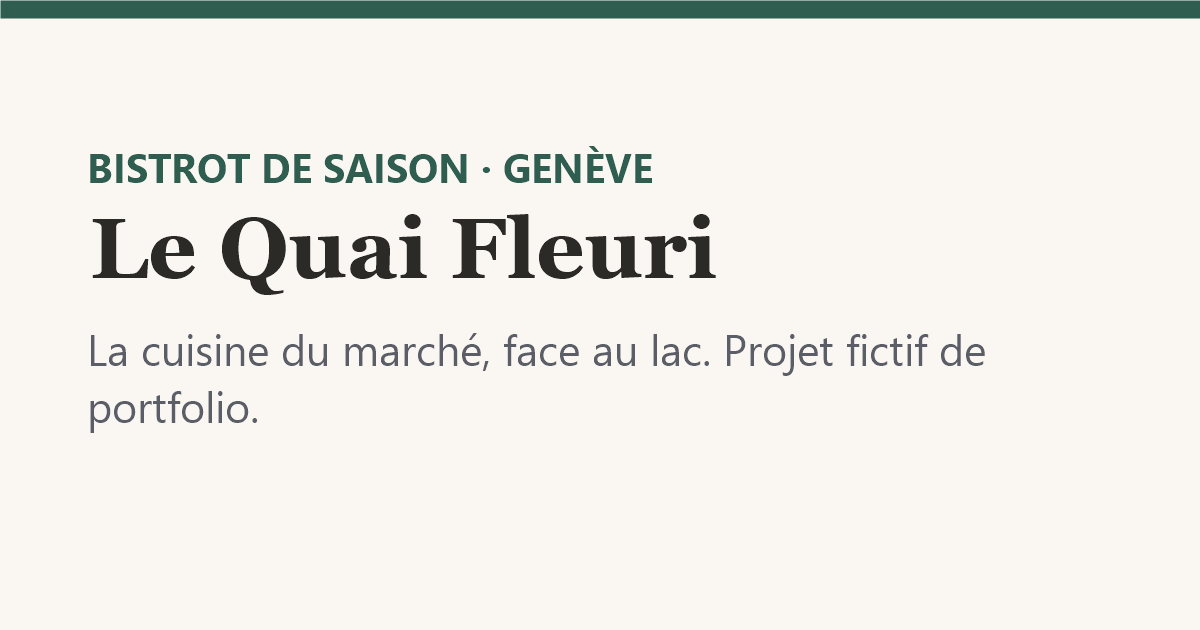 BISTROT DE SAISON · GENÈVE
Le Quai Fleuri
La cuisine du marché, face au lac. Projet fictif de
portfolio.